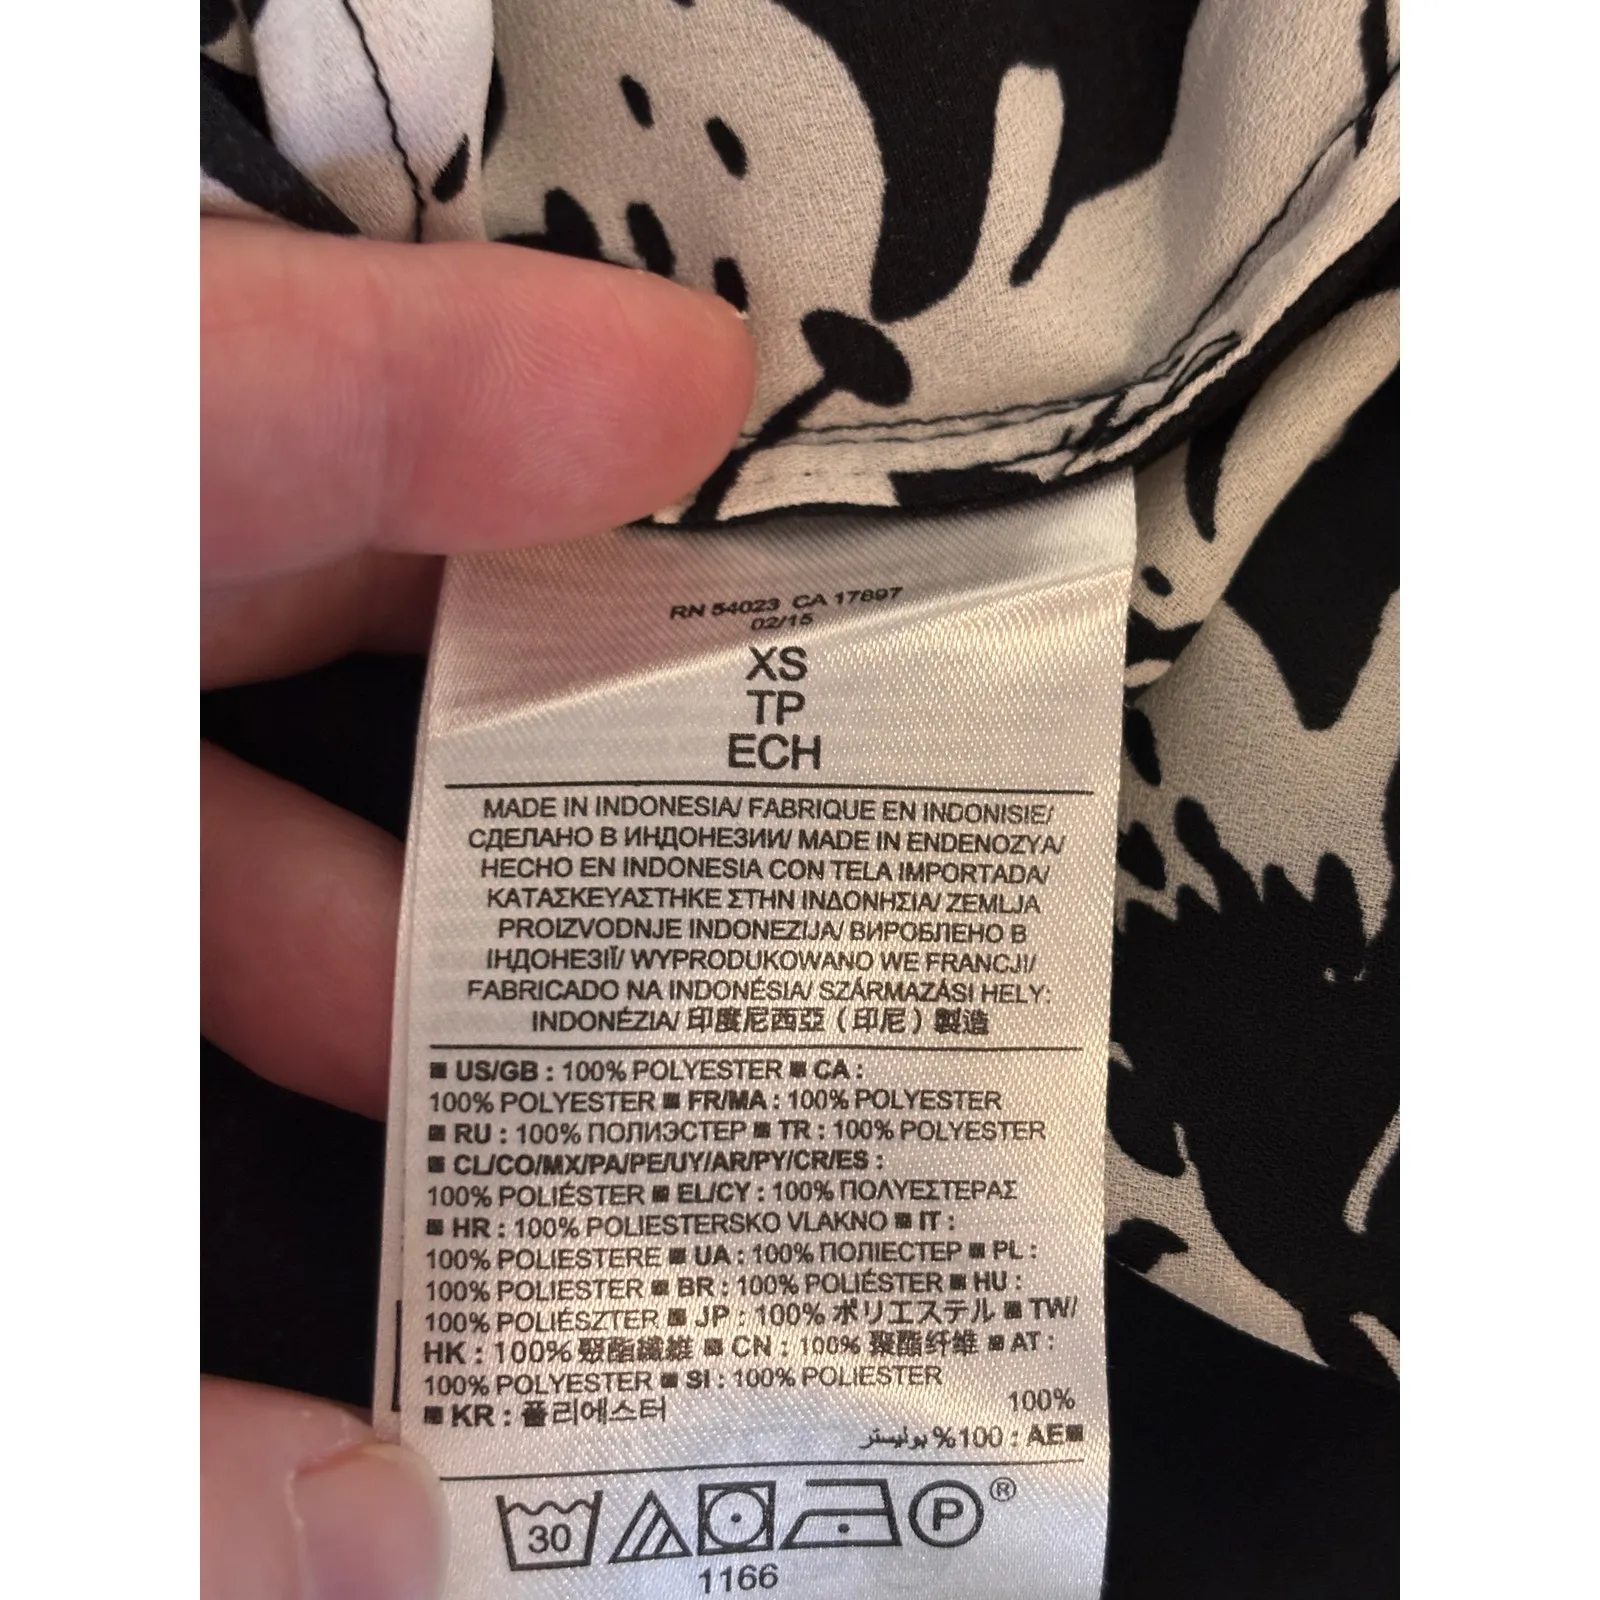 RN 54023 CA 17897
02/15
XS
TP
ECH
MADE IN INDONESIA/ FABRIQUE EN INDONISIE/
СДЕЛАНО В ИНДОНЕЗИИ/ MADE IN ENDENOZYA/
HECHO EN INDONESIA CON TELA IMPORTADA/
ΚΑΤΑΣΚΕΥΑΣΤΗΚΕ ΣΤΗΝ ΙΝΔΟΝΗΣΙΑ/ ZEMLJA
PROIZVODNJE INDONEZIJA/ ВИРОБЛЕНО В
ІНДОНЕЗІЇ/ WYPRODUKOWANO WE FRANCJI/
FABRICADO NA INDONÉSIA/ SZÁRMAZÁSI HELY:
INDONÉZIA/ 印度尼西亞（印尼）製造
■ US/GB : 100% POLYESTER ■ CA :
100% POLYESTER ■ FR/MA : 100% POLYESTER
■ RU : 100% ПОЛИЭСТЕР ■ TR : 100% POLYESTER
■ CL/CO/MX/PA/PE/UY/AR/PY/CR/ES :
100% POLIÉSTER ■ EL/CY : 100% ΠΟΛΥΕΣΤΕΡΑΣ
■ HR : 100% POLIESTERSKO VLAKNO ■ IT :
100% POLIESTERE ■ UA : 100% ПОЛІЕСТЕР ■ PL :
100% POLIESTER ■ BR : 100% POLIÉSTER ■ HU :
100% POLIÉSZTER ■ JP : 100% ポリエステル ■ TW/
HK : 100% 聚酯纖維 ■ CN : 100% 聚酯纤维 ■ AT :
100% POLYESTER ■ SI : 100% POLIESTER
■ KR : 폴리에스터 100%
■AE : 100% بوليستر
30 P ®
1166